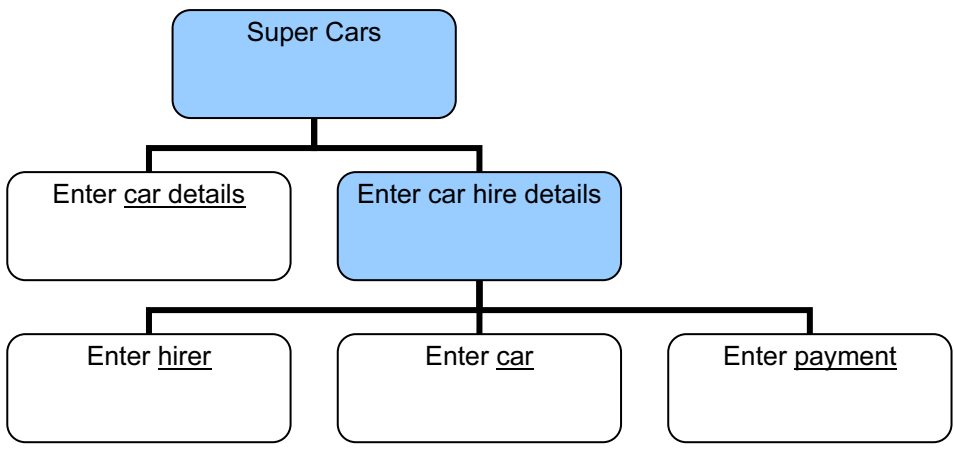 Super Cars
Enter car details
Enter car hire details
Enter hirer
Enter car
Enter payment